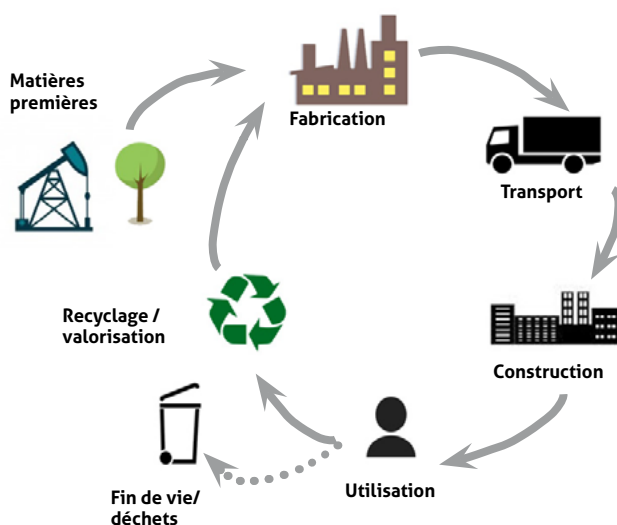 Matières
premières
Fabrication
Transport
Construction
Utilisation
Recyclage /
valorisation
Fin de vie/
déchets